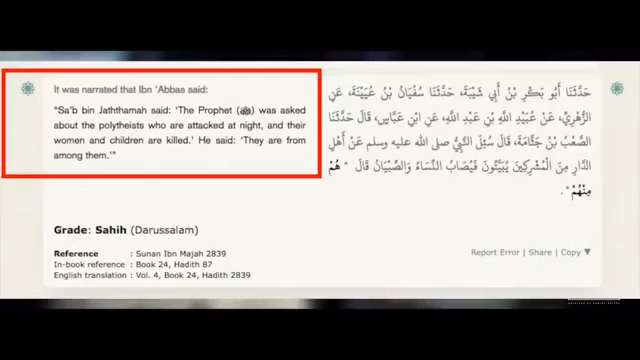 It was narrated that Ibn ‘Abbas said:
“Sa‘b bin Jaththamah said: ‘The Prophet (ﷺ) was asked
about the polytheists who are attacked at night, and their
women and children are killed.’ He said: ‘They are from
among them.’”
حَدَّثَنَا أَبُو بَكْرِ بْنُ أَبِي شَيْبَةَ، حَدَّثَنَا سُفْيَانُ بْنُ عُيَيْنَةَ، عَنِ
الزُّهْرِيِّ، عَنْ عُبَيْدِ اللَّهِ بْنِ عَبْدِ اللَّهِ، عَنِ ابْنِ عَبَّاسٍ، قَالَ حَدَّثَنَا
الصَّعْبُ بْنُ جَثَّامَةَ، قَالَ سُئِلَ النَّبِيُّ صلى الله عليه وسلم عَنْ أَهْلِ
الدَّارِ مِنَ الْمُشْرِكِينَ يُبَيَّتُونَ فَيُصَابُ النِّسَاءُ وَالصِّبْيَانُ قَالَ ‏"‏ هُمْ
مِنْهُمْ ‏"‏ ‏.‏
Grade: Sahih (Darussalam)
Reference : Sunan Ibn Majah 2839
In-book reference : Book 24, Hadith 87
English translation : Vol. 4, Book 24, Hadith 2839
Report Error | Share | Copy ▼